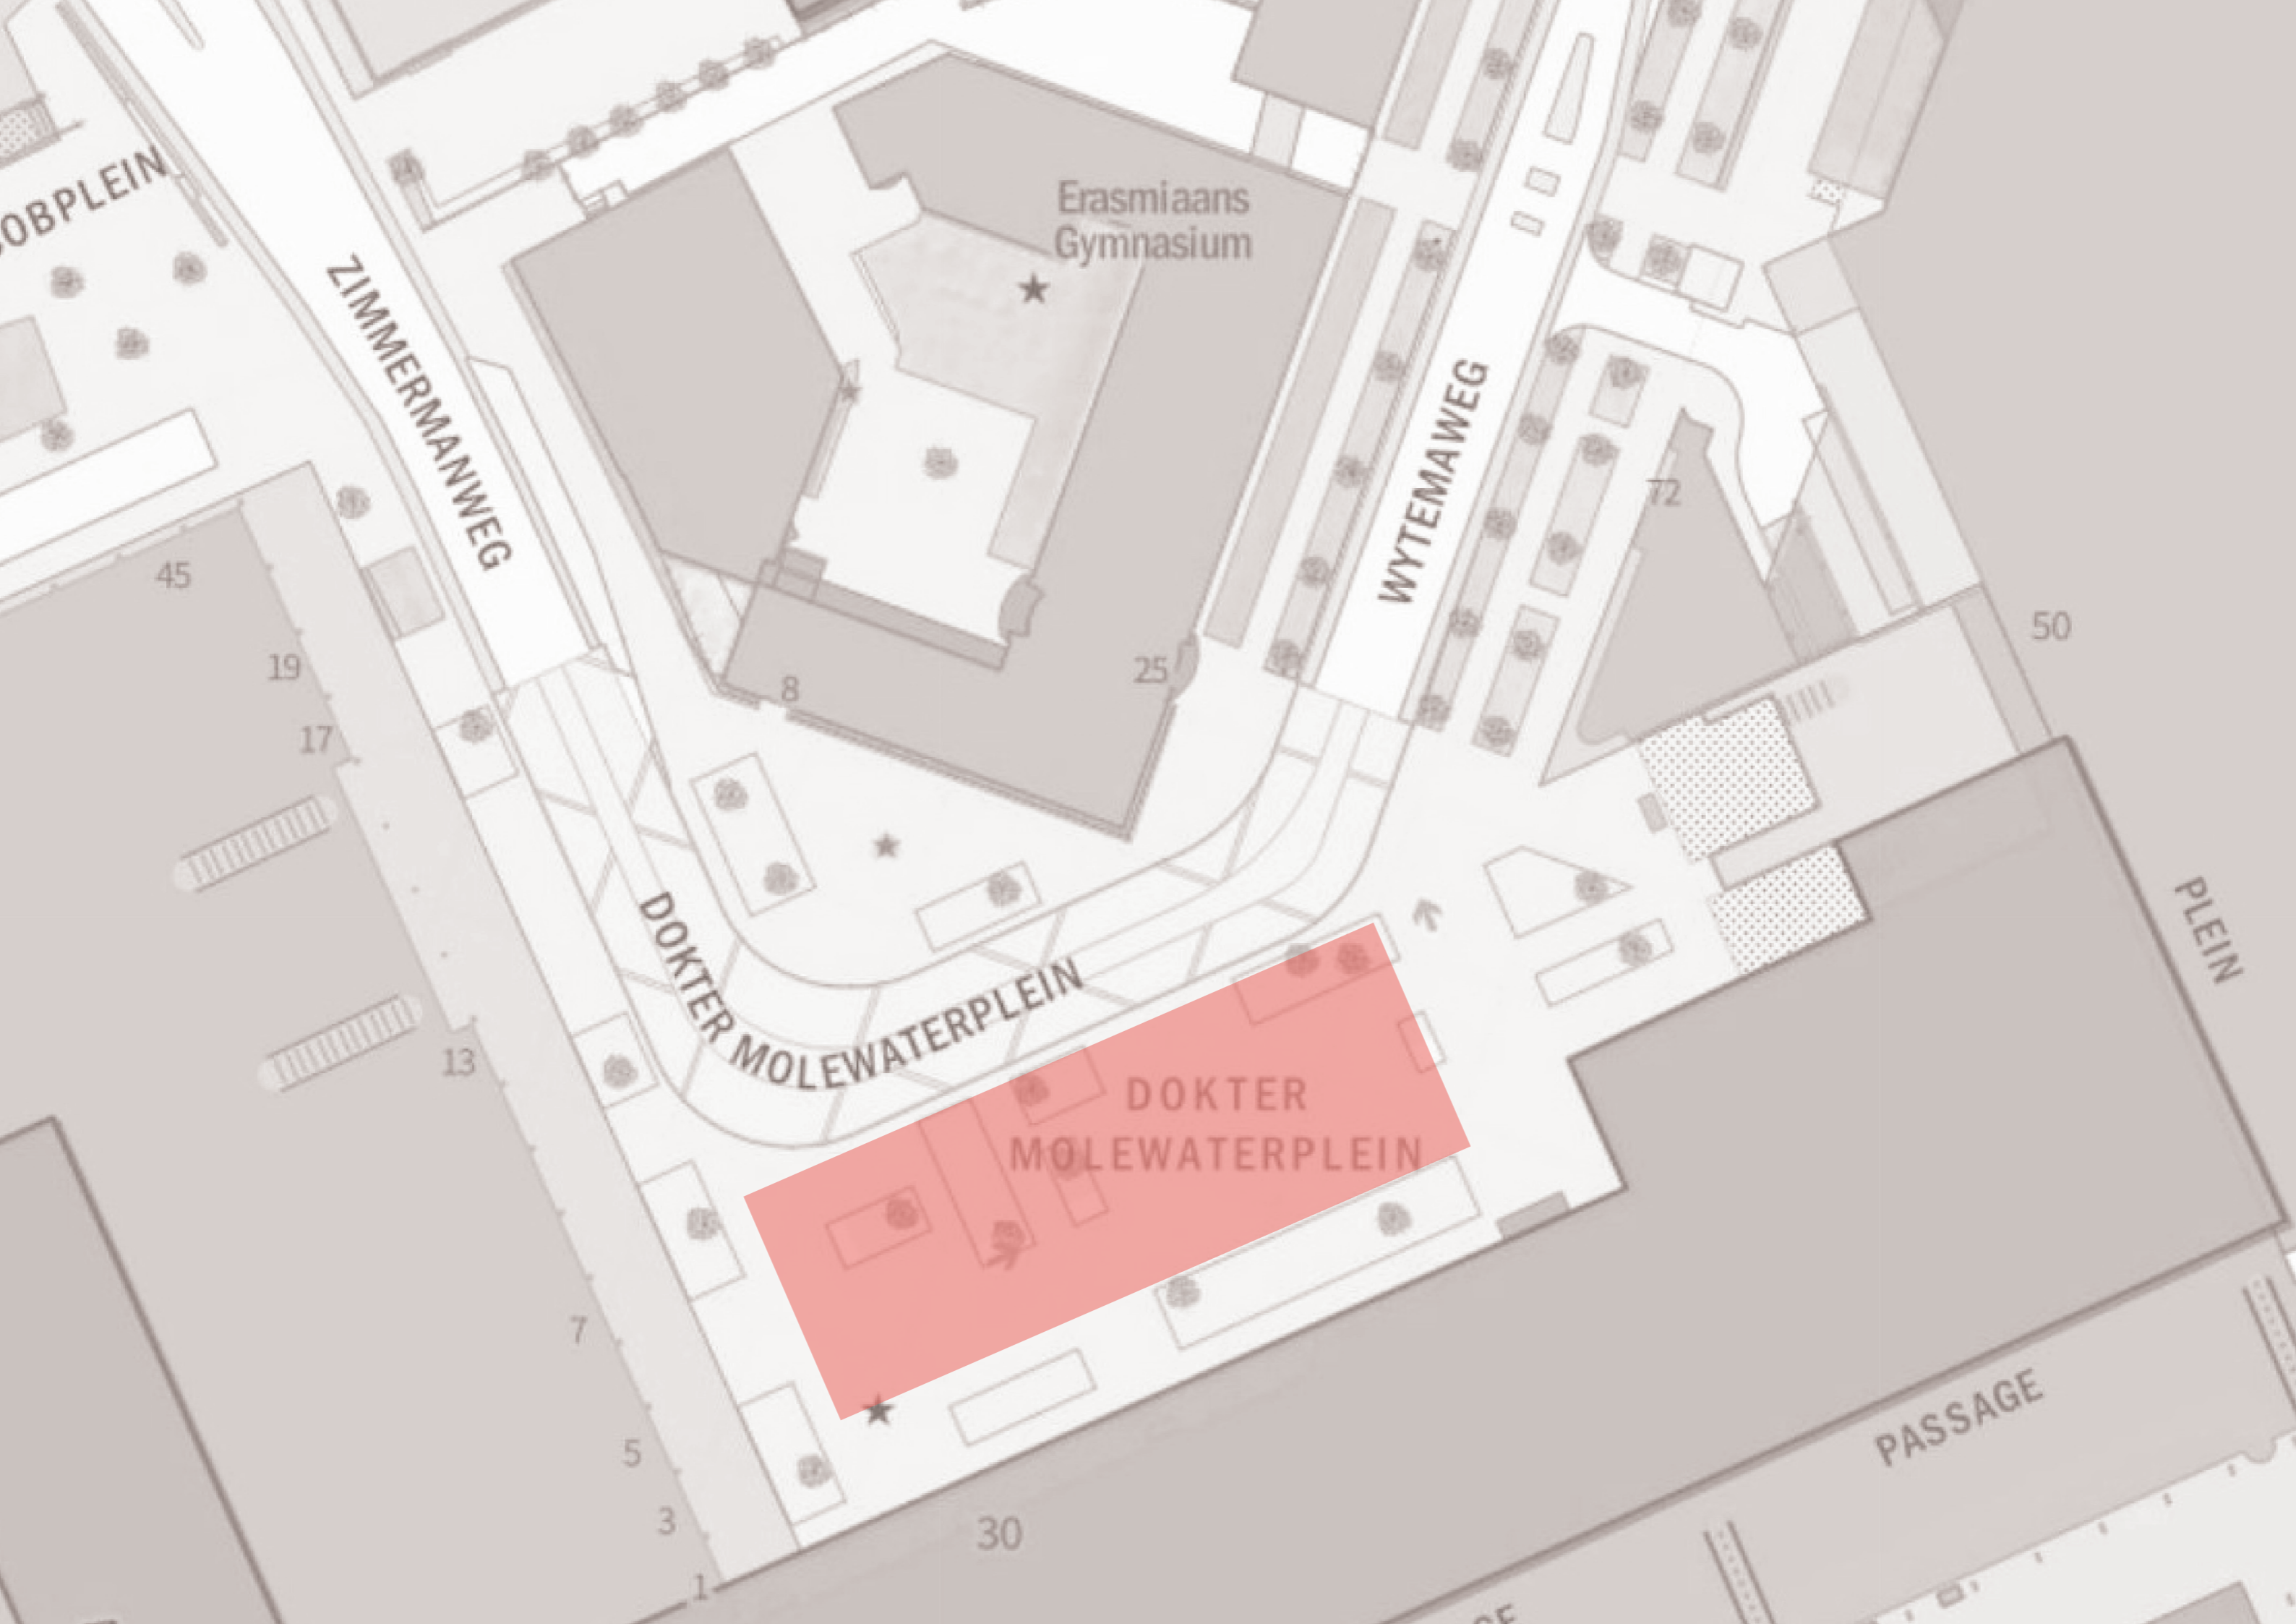 OBPLEIN
Erasmiaans
Gymnasium
ZIMMERMANWEG
WYTEMAWEG
72
45
50
19
8
25
17
PLEIN
DOKTER MOLEWATERPLEIN
13
DOKTER
MOLEWATERPLEIN
7
5
PASSAGE
3
30
1
GE